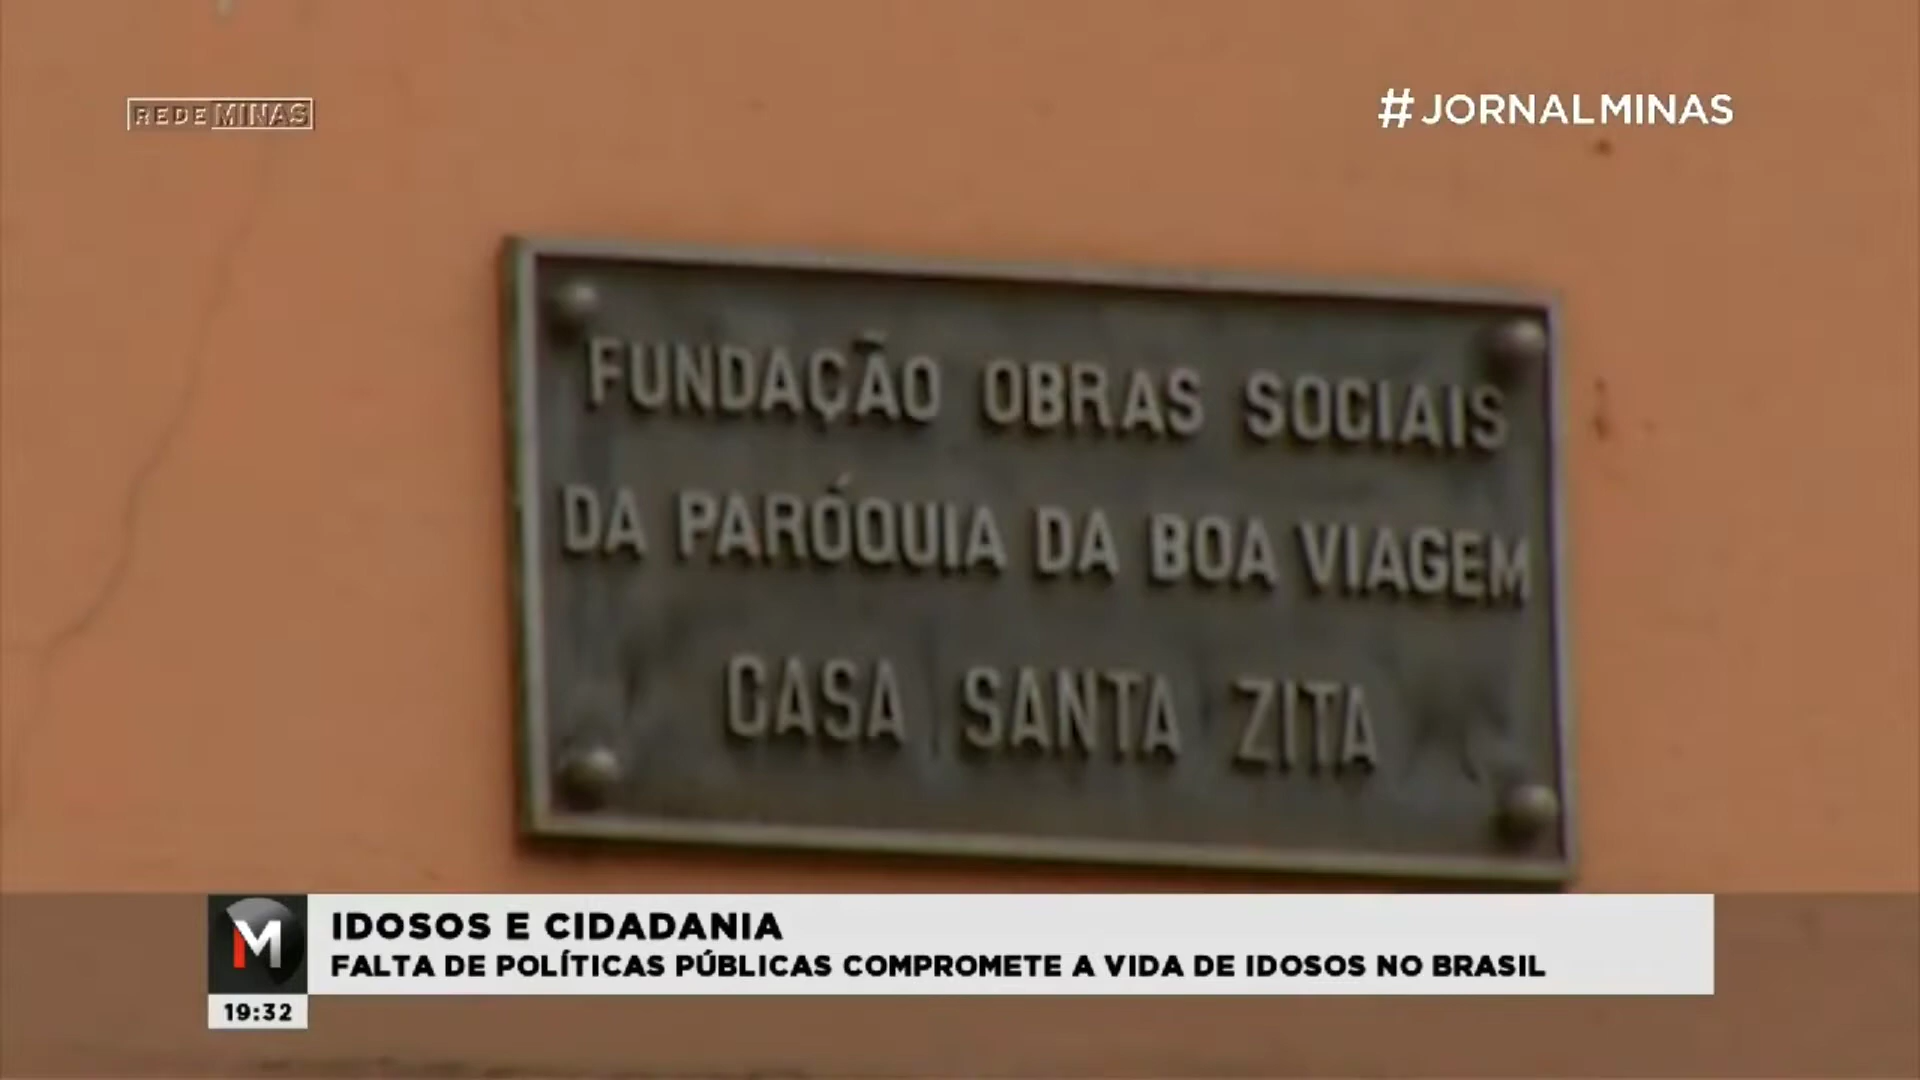 REDE MINAS
#JORNALMINAS
FUNDAÇÃO OBRAS SOCIAIS
DA PARÓQUIA DA BOA VIAGEM
CASA SANTA ZITA
M
IDOSOS E CIDADANIA
FALTA DE POLÍTICAS PÚBLICAS COMPROMETE A VIDA DE IDOSOS NO BRASIL
19:32